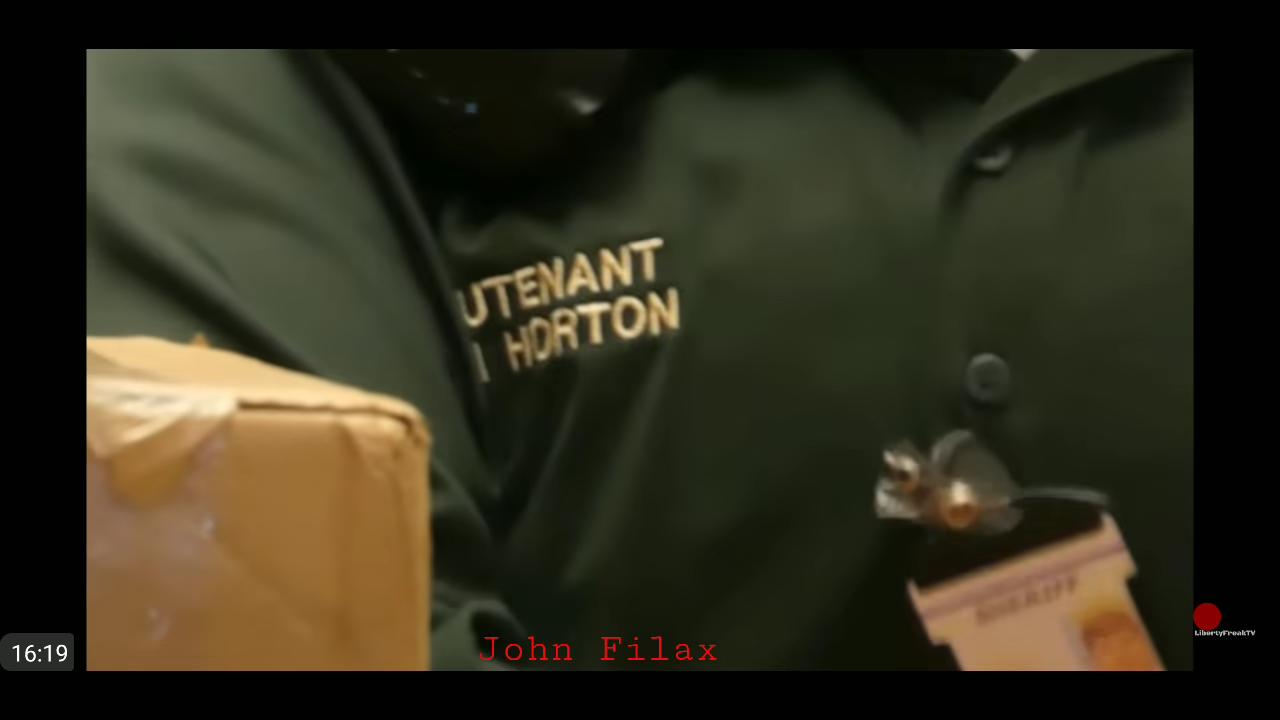 UTENANT
HORTON
SHERIFF
John Filax
16:19
LibertyFreakTV